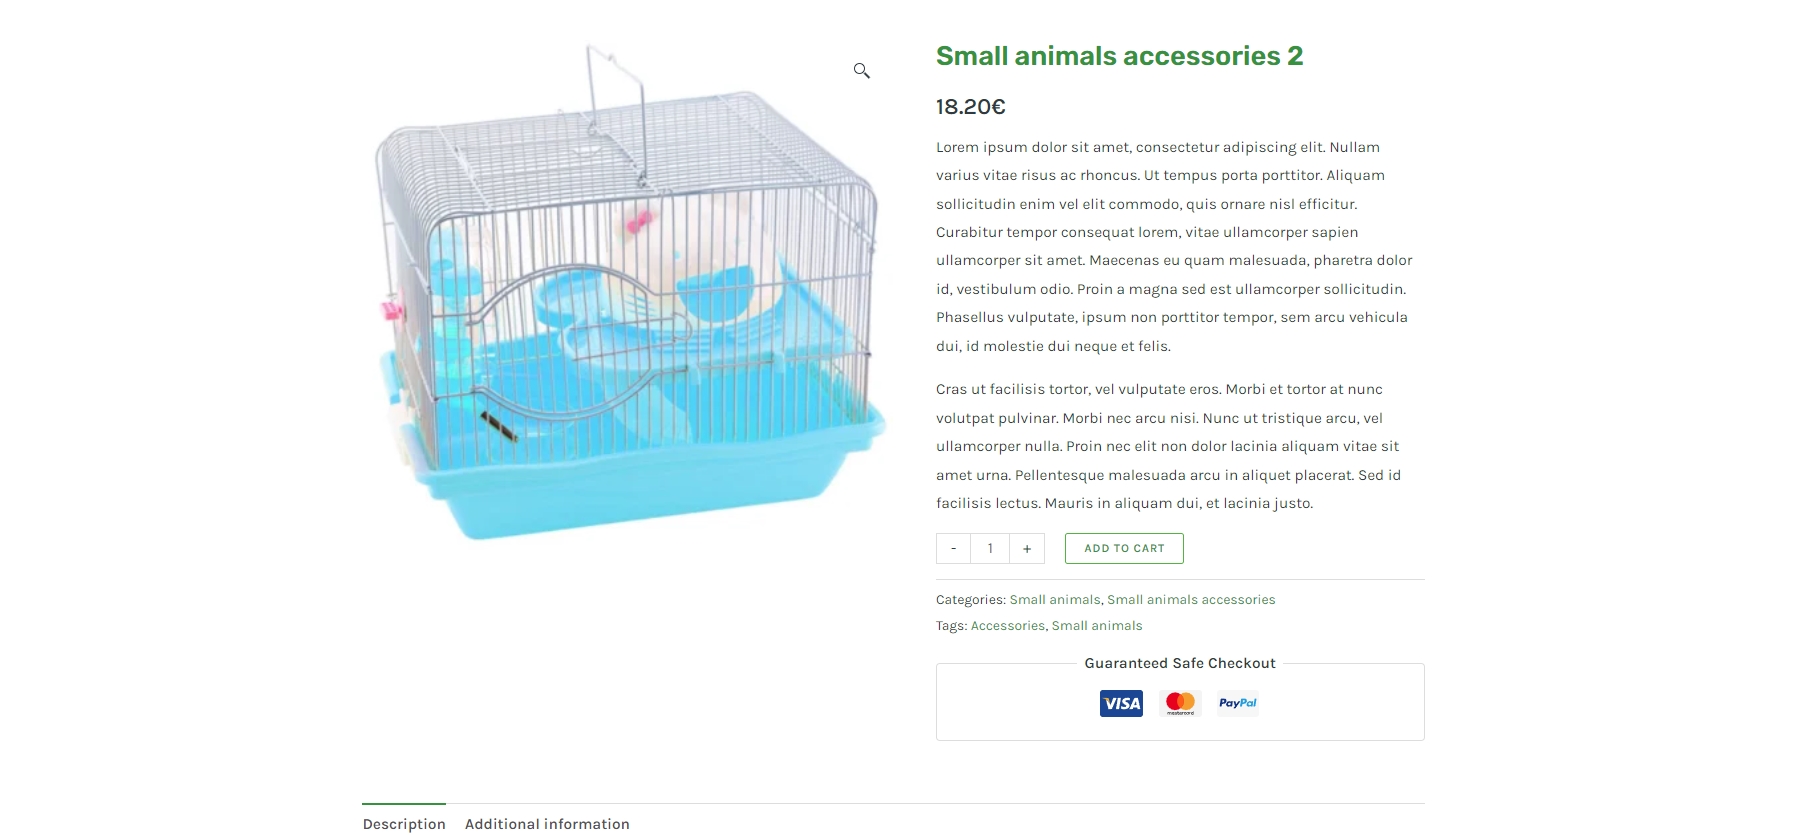 Small animals accessories 2
18.20€
Lorem ipsum dolor sit amet, consectetur adipiscing elit. Nullam
varius vitae risus ac rhoncus. Ut tempus porta porttitor. Aliquam
sollicitudin enim vel elit commodo, quis ornare nisl efficitur.
Curabitur tempor consequat lorem, vitae ullamcorper sapien
ullamcorper sit amet. Maecenas eu quam malesuada, pharetra dolor
id, vestibulum odio. Proin a magna sed est ullamcorper sollicitudin.
Phasellus vulputate, ipsum non porttitor tempor, sem arcu vehicula
dui, id molestie dui neque et felis.
Cras ut facilisis tortor, vel vulputate eros. Morbi et tortor at nunc
volutpat pulvinar. Morbi nec arcu nisi. Nunc ut tristique arcu, vel
ullamcorper nulla. Proin nec elit non dolor lacinia aliquam vitae sit
amet urna. Pellentesque malesuada arcu in aliquet placerat. Sed id
facilisis lectus. Mauris in aliquam dui, et lacinia justo.
- 1 + ADD TO CART
Categories: Small animals, Small animals accessories
Tags: Accessories, Small animals
Guaranteed Safe Checkout
VISA mastercard PayPal
Description Additional information